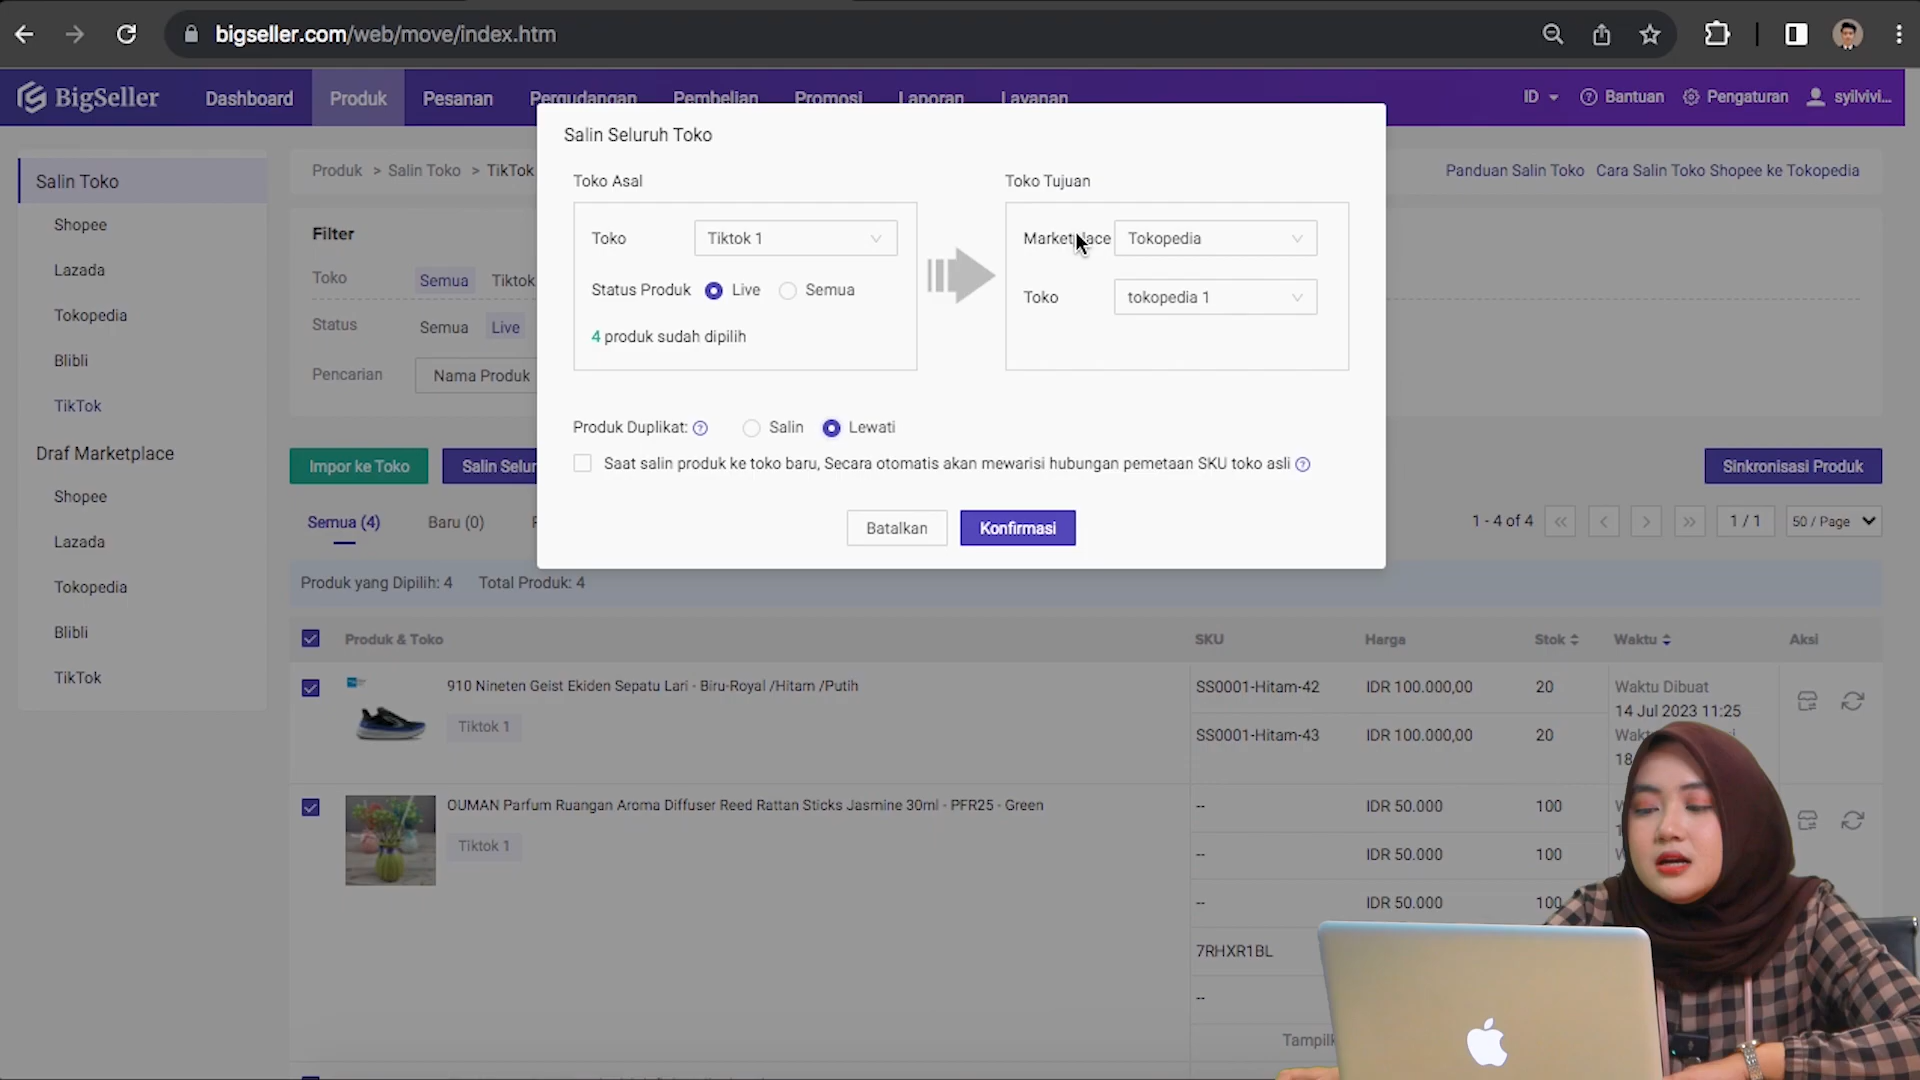 bigseller.com/web/move/index.htm
BigSeller Dashboard Produk Pesanan Pergudangan Pembelian Promosi Laporan Layanan ID Bantuan Pengaturan syilvivi...
Salin Toko
Shopee
Lazada
Tokopedia
Blibli
TikTok
Draf Marketplace
Shopee
Lazada
Tokopedia
Blibli
TikTok
Produk > Salin Toko > TikTok
Panduan Salin Toko Cara Salin Toko Shopee ke Tokopedia
Filter
Toko Semua Tiktok
Status Semua Live
Pencarian Nama Produk
Salin Seluruh Toko
Toko Asal
Toko Tiktok 1
Status Produk Live Semua
4 produk sudah dipilih
Toko Tujuan
Marketplace Tokopedia
Toko tokopedia 1
Produk Duplikat: Salin Lewati
Saat salin produk ke toko baru, Secara otomatis akan mewarisi hubungan pemetaan SKU toko asli
Batalkan Konfirmasi
Impor ke Toko Salin Selur Sinkronisasi Produk
Semua (4) Baru (0) 1 - 4 of 4 << < > >> 1 / 1 50 / Page
Produk yang Dipilih: 4 Total Produk: 4
Produk & Toko SKU Harga Stok Waktu Aksi
910 Nineten Geist Ekiden Sepatu Lari - Biru-Royal /Hitam /Putih
Tiktok 1
SS0001-Hitam-42 IDR 100.000,00 20
SS0001-Hitam-43 IDR 100.000,00 20
Waktu Dibuat
14 Jul 2023 11:25
18
OUMAN Parfum Ruangan Aroma Diffuser Reed Rattan Sticks Jasmine 30ml - PFR25 - Green
Tiktok 1
-- IDR 50.000 100
-- IDR 50.000 100
-- IDR 50.000 100
7RHXR1BL
--